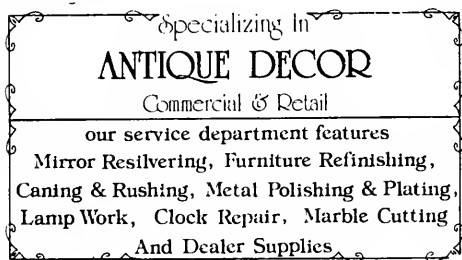 Specializing In
ANTIQUE DECOR
Commercial & Retail
our service department features
Mirror Resilvering, Furniture Refinishing,
Caning & Rushing, Metal Polishing & Plating,
Lamp Work, Clock Repair, Marble Cutting
And Dealer Supplies